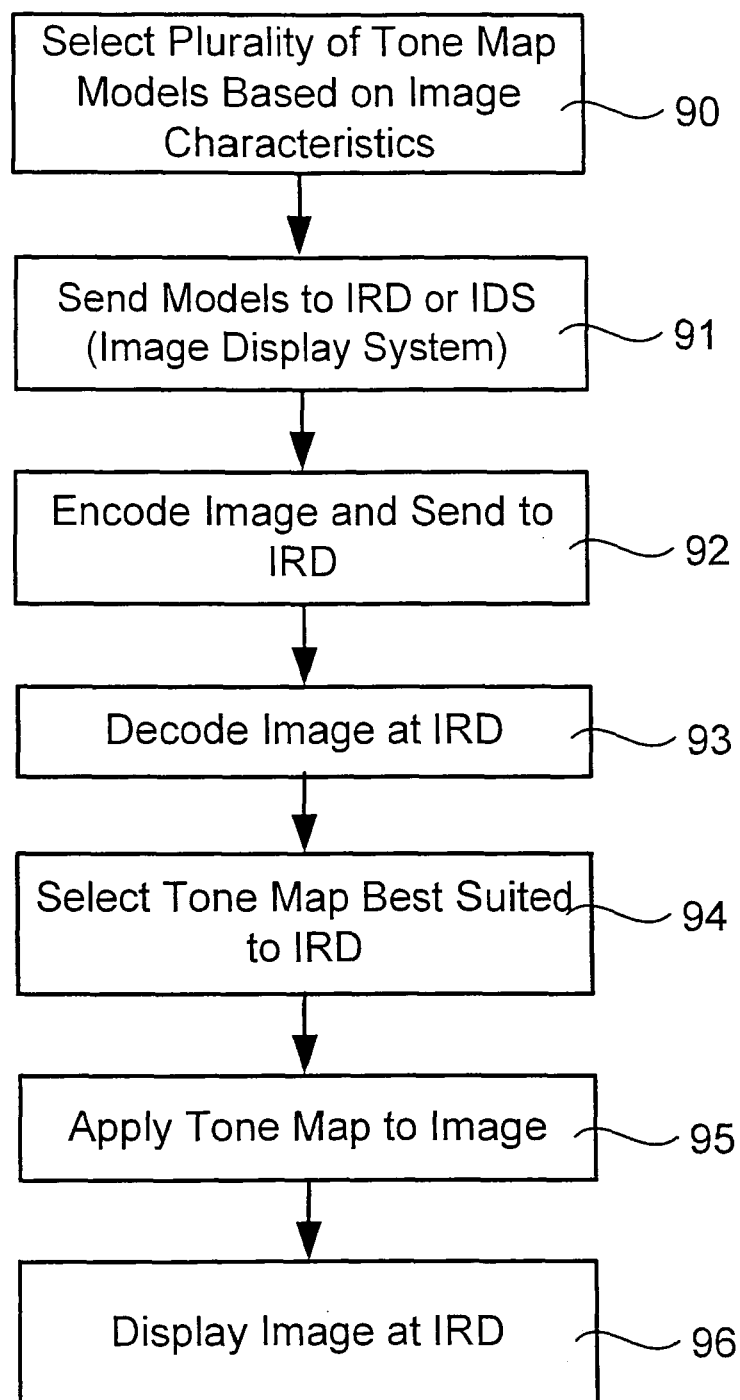 Select Plurality of Tone Map
Models Based on Image
Characteristics
90
Send Models to IRD or IDS
(Image Display System)
91
Encode Image and Send to
IRD
92
Decode Image at IRD
93
Select Tone Map Best Suited
to IRD
94
Apply Tone Map to Image
95
Display Image at IRD
96